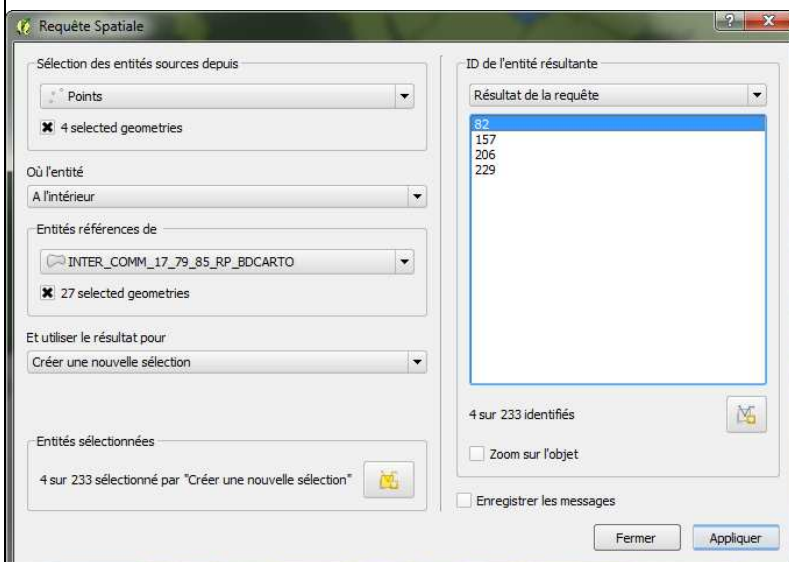 Requête Spatiale
Sélection des entités sources depuis
Points
4 selected geometries
Où l'entité
A l'intérieur
Entités références de
INTER_COMM_17_79_85_RP_BDCARTO
27 selected geometries
Et utiliser le résultat pour
Créer une nouvelle sélection
Entités sélectionnées
4 sur 233 sélectionné par "Créer une nouvelle sélection"
ID de l'entité résultante
Résultat de la requête
82
157
206
229
4 sur 233 identifiés
Zoom sur l'objet
Enregistrer les messages
Fermer
Appliquer